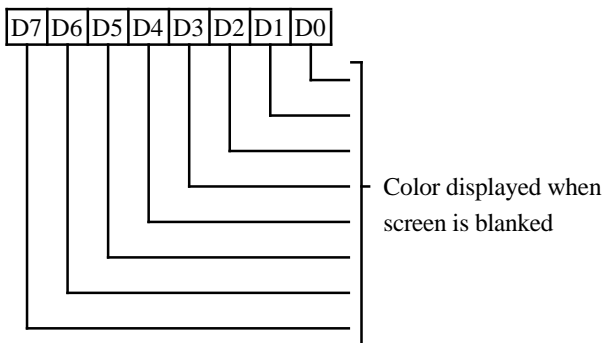 D7 D6 D5 D4 D3 D2 D1 D0
Color displayed when
screen is blanked